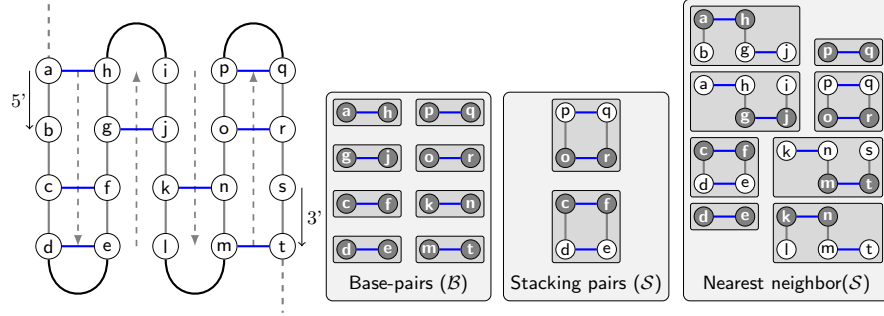 a h i p q
5'
b g j o r
c f k n s
3'
d e l m t
a h p q
g j o r
c f k n
d e m t
Base-pairs (B)
p q
o r
c f
d e
Stacking pairs (S)
a h
b g j
p q
a h i
g j
p q
o r
c f
d e
k n s
m t
d e
k n
l m t
Nearest neighbor(S)